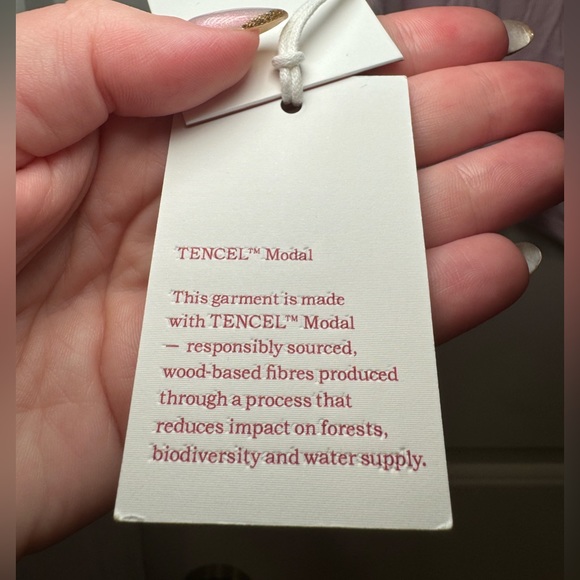 TENCEL™ Modal
This garment is made
with TENCEL™ Modal
— responsibly sourced,
wood-based fibres produced
through a process that
reduces impact on forests,
biodiversity and water supply.